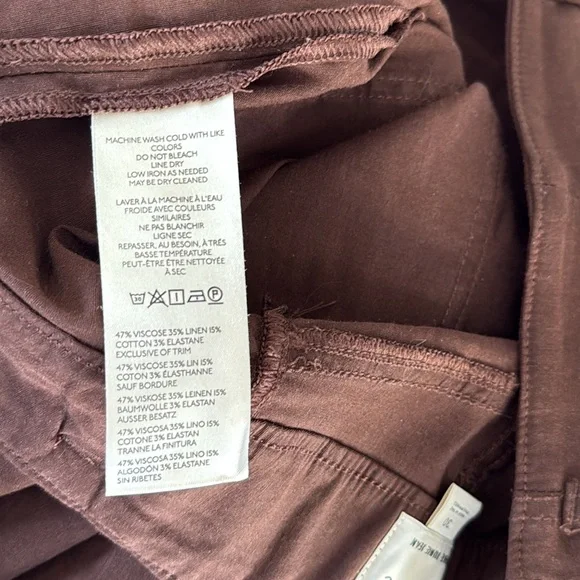 MACHINE WASH COLD WITH LIKE
COLORS
DO NOT BLEACH
LINE DRY
LOW IRON AS NEEDED
MAY BE DRY CLEANED
LAVER À LA MACHINE À L'EAU
FROIDE AVEC COULEURS
SIMILAIRES
NE PAS BLANCHIR
LIGNE SEC
REPASSER, AU BESOIN, À TRÈS
BASSE TEMPÉRATURE
PEUT-ÊTRE ÊTRE NETTOYÉE
À SEC
30 P
47% VISCOSE 35% LINEN 15%
COTTON 3% ELASTANE
EXCLUSIVE OF TRIM
47% VISCOSE 35% LIN 15%
COTON 3% ÉLASTHANNE
SAUF BORDURE
47% VISKOSE 35% LEINEN 15%
BAUMWOLLE 3% ELASTAN
AUSSER BESATZ
47% VISCOSA 35% LINO 15%
COTONE 3% ELASTAN
TRANNE LA FINITURA
47% VISCOSA 35% LINO 15%
ALGODÓN 3% ELASTANE
SIN RIBETES
JEAN